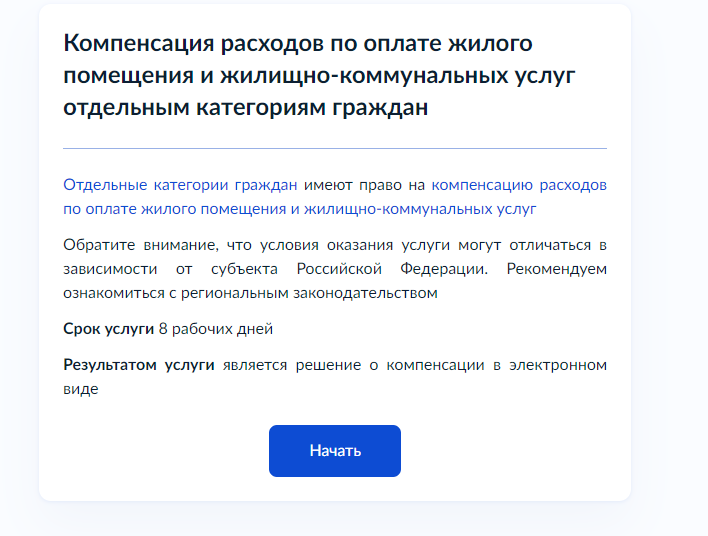 Компенсация расходов по оплате жилого
помещения и жилищно-коммунальных услуг
отдельным категориям граждан
Отдельные категории граждан имеют право на компенсацию расходов
по оплате жилого помещения и жилищно-коммунальных услуг
Обратите внимание, что условия оказания услуги могут отличаться в
зависимости от субъекта Российской Федерации. Рекомендуем
ознакомиться с региональным законодательством
Срок услуги 8 рабочих дней
Результатом услуги является решение о компенсации в электронном
виде
Начать